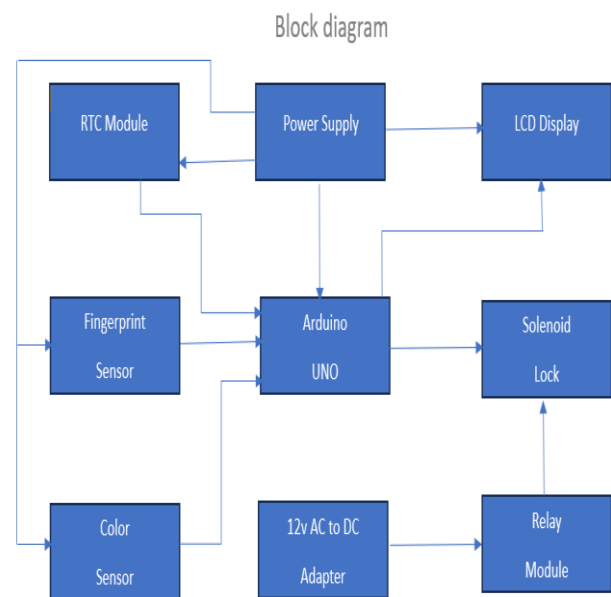 Block diagram
RTC Module
Power Supply
LCD Display
Fingerprint
Sensor
Arduino
UNO
Solenoid
Lock
Color
Sensor
12v AC to DC
Adapter
Relay
Module